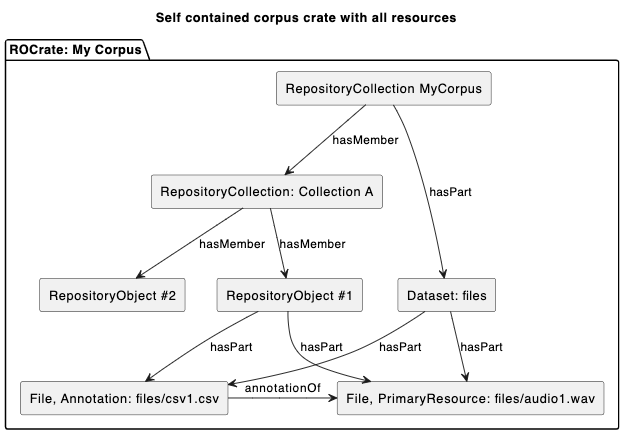 Self contained corpus crate with all resources
ROCrate: My Corpus
RepositoryCollection MyCorpus
hasMember
RepositoryCollection: Collection A
hasPart
hasMember
hasMember
RepositoryObject #2
RepositoryObject #1
Dataset: files
hasPart
hasPart
hasPart
hasPart
annotationOf
File, Annotation: files/csv1.csv
File, PrimaryResource: files/audio1.wav